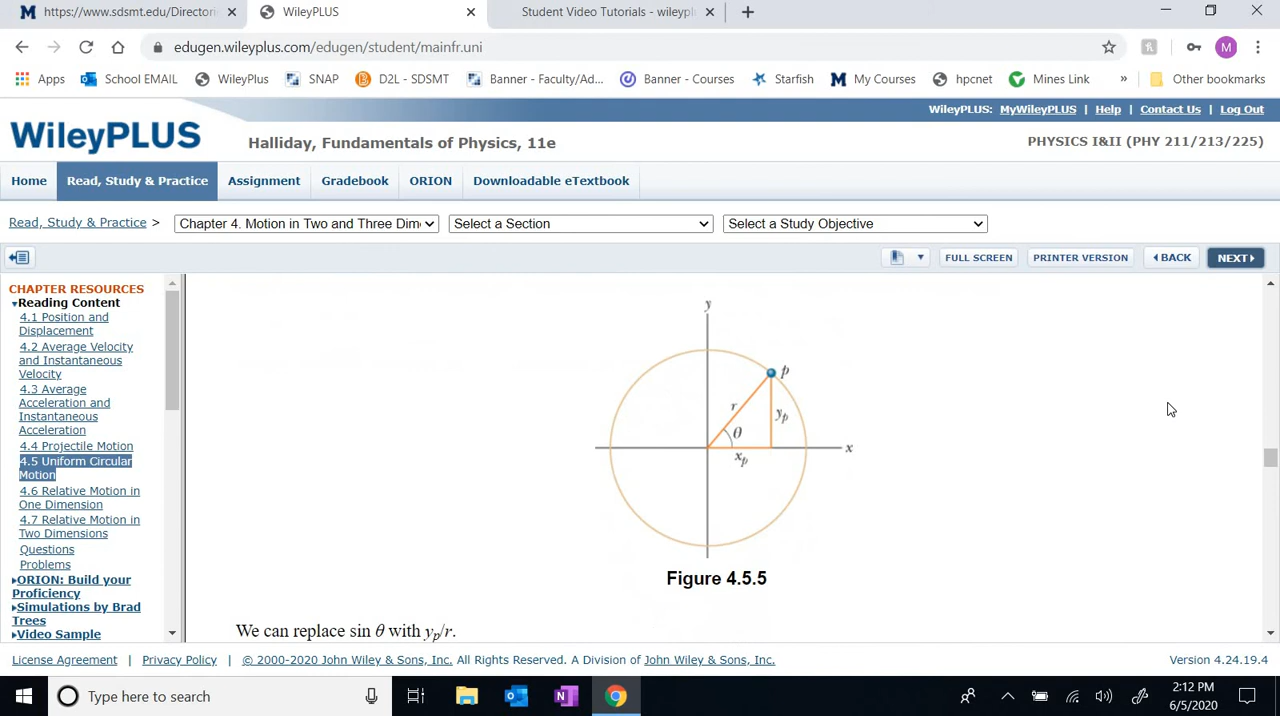 https://www.sdsmt.edu/Directori
WileyPLUS
Student Video Tutorials - wileypl
edugen.wileyplus.com/edugen/student/mainfr.uni
M
Apps
School EMAIL
WileyPlus
SNAP
D2L - SDSMT
Banner - Faculty/Ad...
Banner - Courses
Starfish
My Courses
hpcnet
Mines Link
»
Other bookmarks
WileyPLUS: MyWileyPLUS | Help | Contact Us | Log Out
WileyPLUS
Halliday, Fundamentals of Physics, 11e
PHYSICS I&II (PHY 211/213/225)
Home
Read, Study & Practice
Assignment
Gradebook
ORION
Downloadable eTextbook
Read, Study & Practice >
Chapter 4. Motion in Two and Three Dim
Select a Section
Select a Study Objective
FULL SCREEN
PRINTER VERSION
BACK
NEXT
CHAPTER RESOURCES
Reading Content
4.1 Position and
Displacement
4.2 Average Velocity
and Instantaneous
Velocity
4.3 Average
Acceleration and
Instantaneous
Acceleration
4.4 Projectile Motion
4.5 Uniform Circular
Motion
4.6 Relative Motion in
One Dimension
4.7 Relative Motion in
Two Dimensions
Questions
Problems
ORION: Build your
Proficiency
Simulations by Brad
Trees
Video Sample
y
p
r
yp
θ
x
xp
Figure 4.5.5
We can replace sin θ with yp/r.
License Agreement | Privacy Policy | © 2000-2020 John Wiley & Sons, Inc. All Rights Reserved. A Division of John Wiley & Sons, Inc.
Version 4.24.19.4
Type here to search
2:12 PM
6/5/2020